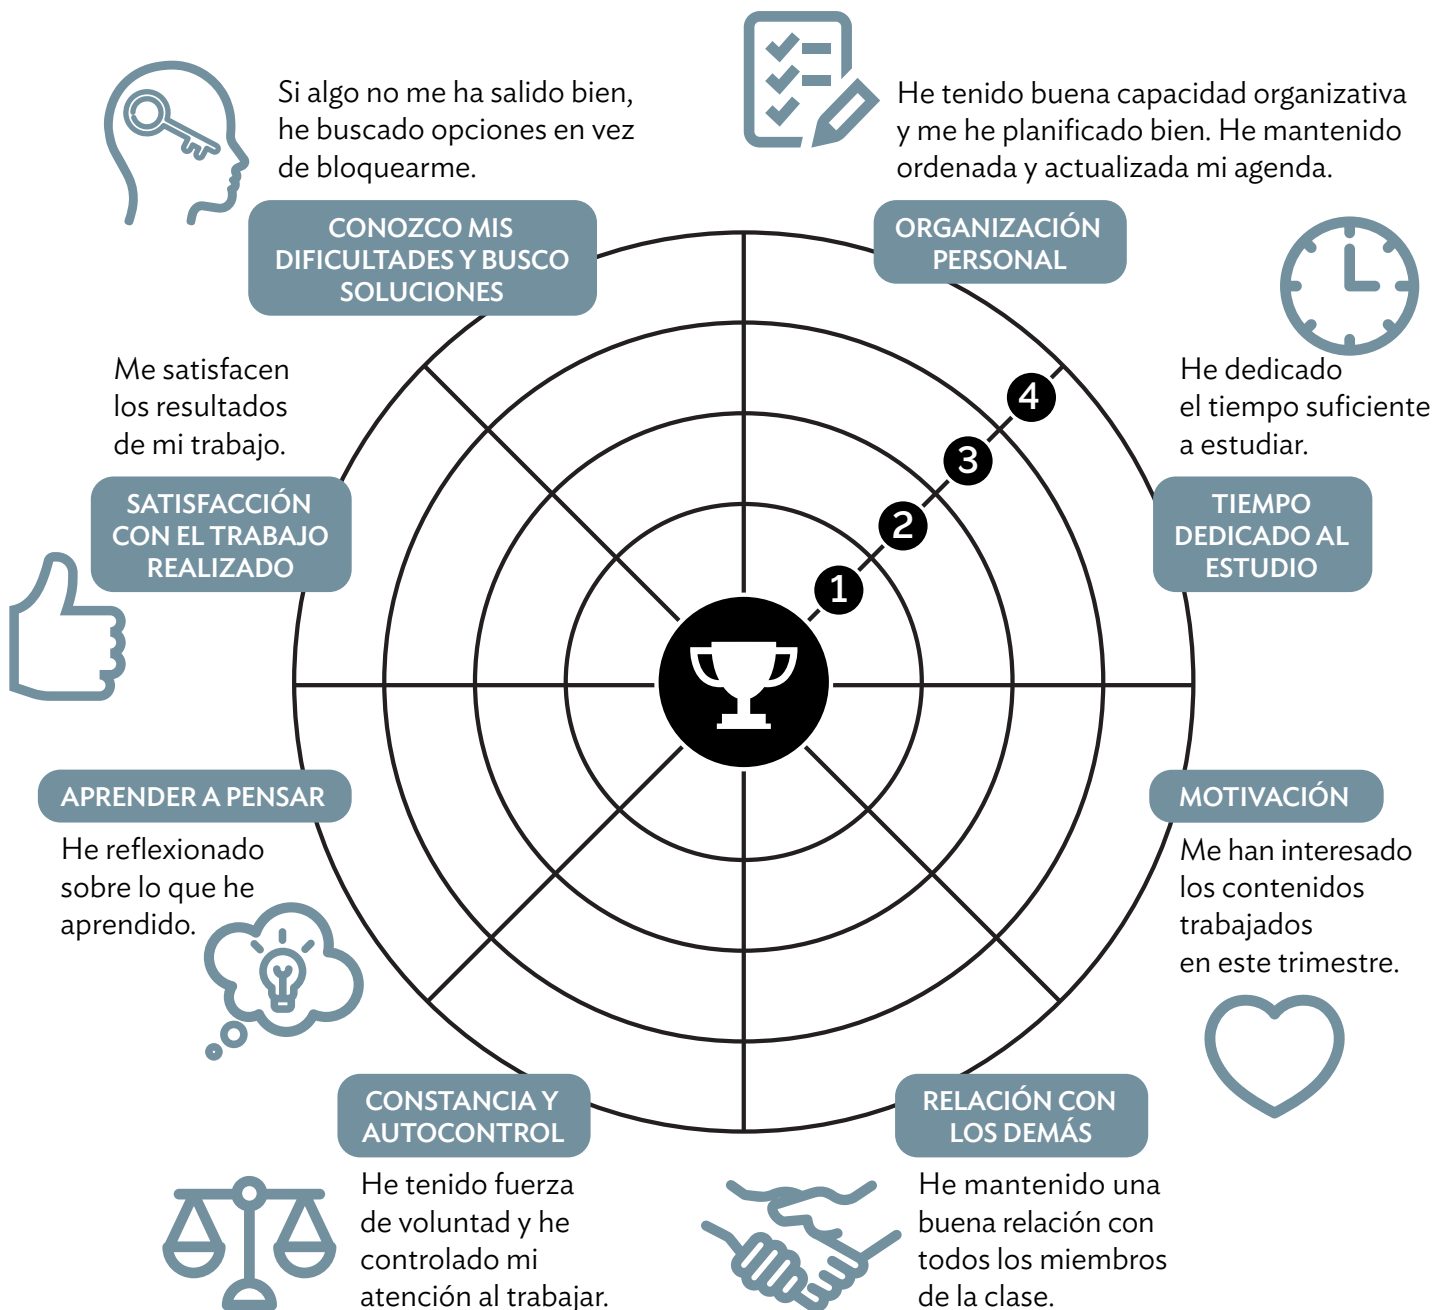 Si algo no me ha salido bien,
he buscado opciones en vez
de bloquearme.
CONOZCO MIS
DIFICULTADES Y BUSCO
SOLUCIONES
He tenido buena capacidad organizativa
y me he planificado bien. He mantenido
ordenada y actualizada mi agenda.
ORGANIZACIÓN
PERSONAL
Me satisfacen
los resultados
de mi trabajo.
SATISFACCIÓN
CON EL TRABAJO
REALIZADO
He dedicado
el tiempo suficiente
a estudiar.
TIEMPO
DEDICADO AL
ESTUDIO
4
3
2
1
APRENDER A PENSAR
He reflexionado
sobre lo que he
aprendido.
MOTIVACIÓN
Me han interesado
los contenidos
trabajados
en este trimestre.
CONSTANCIA Y
AUTOCONTROL
He tenido fuerza
de voluntad y he
controlado mi
atención al trabajar.
RELACIÓN CON
LOS DEMÁS
He mantenido una
buena relación con
todos los miembros
de la clase.